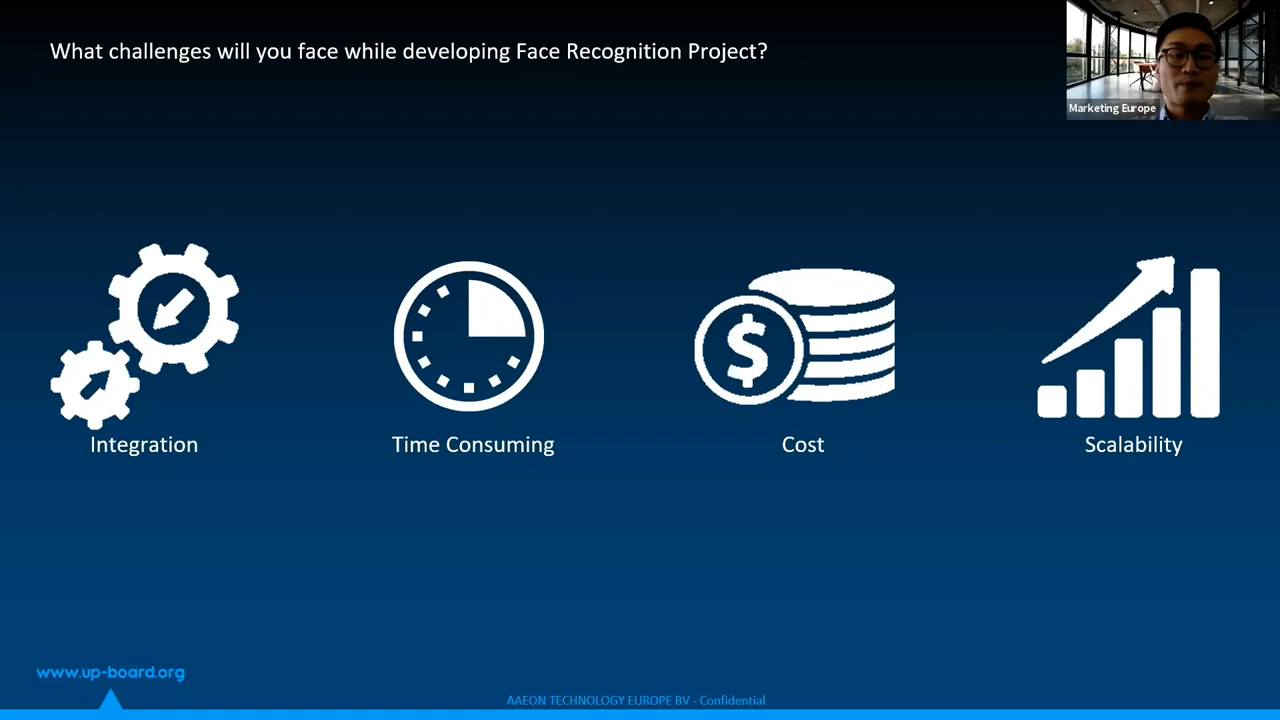 What challenges will you face while developing Face Recognition Project?
Marketing Europe
$
Integration
Time Consuming
Cost
Scalability
www.up-board.org
AAEON TECHNOLOGY EUROPE BV - Confidential